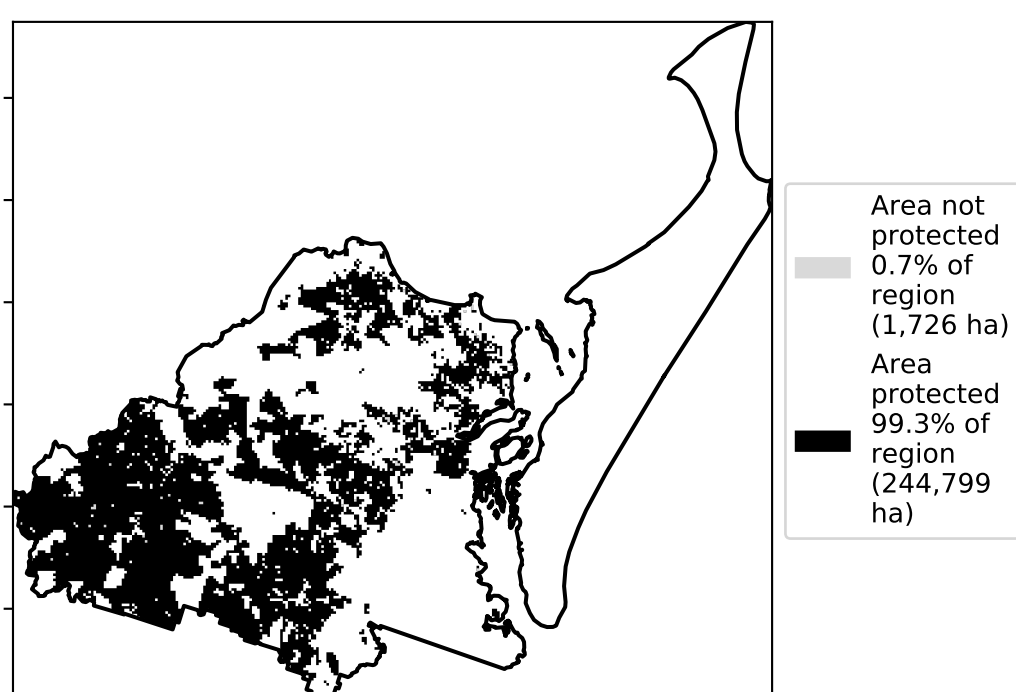 Area not
protected
0.7% of
region
(1,726 ha)
Area
protected
99.3% of
region
(244,799
ha)